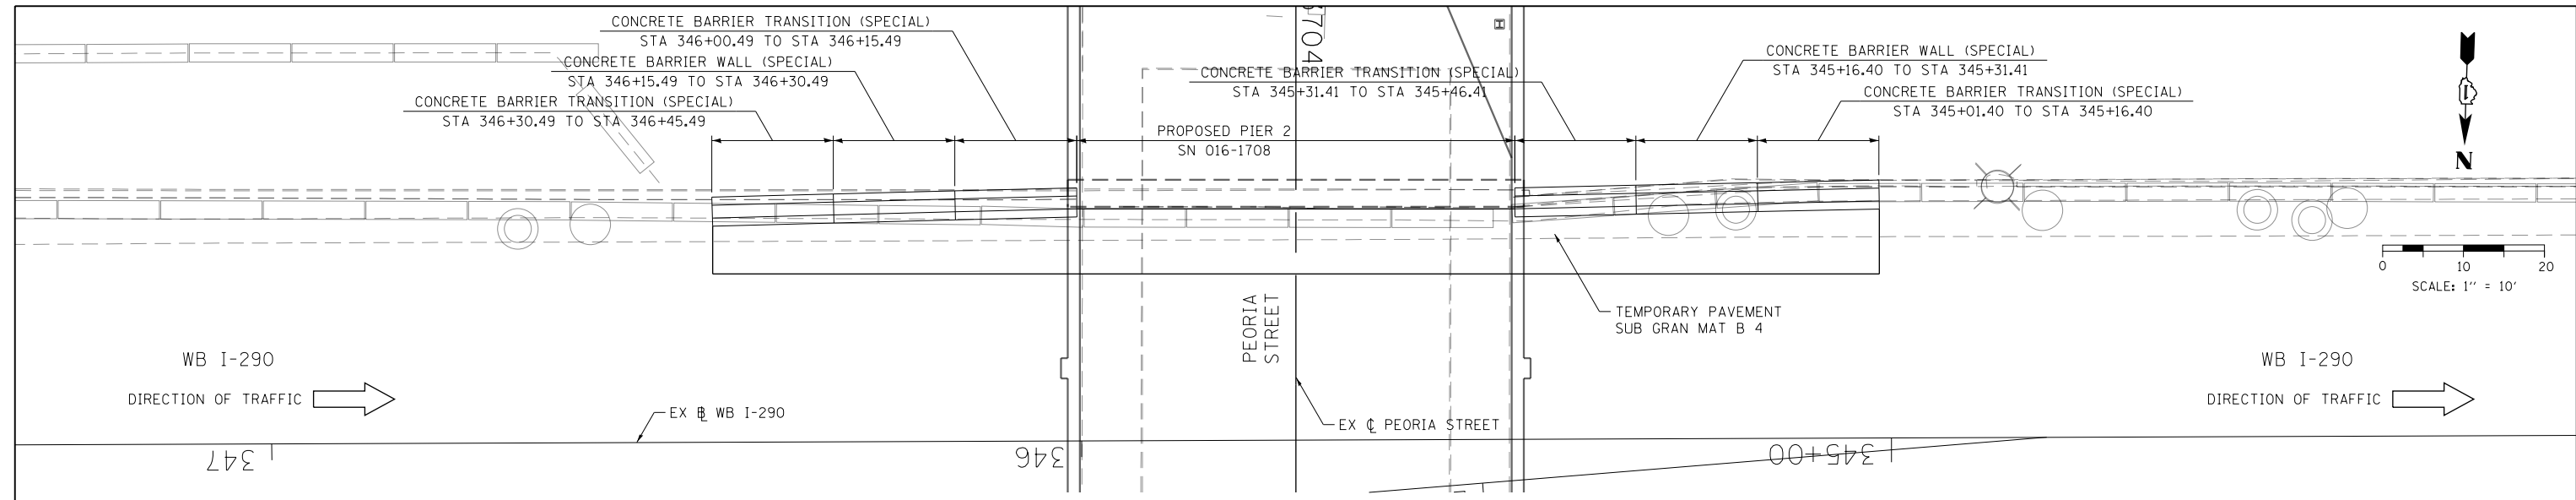 CONCRETE BARRIER TRANSITION (SPECIAL)
STA 346+00.49 TO STA 346+15.49
CONCRETE BARRIER WALL (SPECIAL)
STA 346+15.49 TO STA 346+30.49
CONCRETE BARRIER TRANSITION (SPECIAL)
STA 346+30.49 TO STA 346+45.49
CONCRETE BARRIER TRANSITION (SPECIAL)
STA 345+31.41 TO STA 345+46.41
CONCRETE BARRIER WALL (SPECIAL)
STA 345+16.40 TO STA 345+31.41
CONCRETE BARRIER TRANSITION (SPECIAL)
STA 345+01.40 TO STA 345+16.40
PROPOSED PIER 2
SN 016-1708
N
0 10 20
SCALE: 1'' = 10'
TEMPORARY PAVEMENT
SUB GRAN MAT B 4
PEORIA
STREET
WB I-290
DIRECTION OF TRAFFIC
WB I-290
DIRECTION OF TRAFFIC
EX BL WB I-290
EX CL PEORIA STREET
347
346
345+00